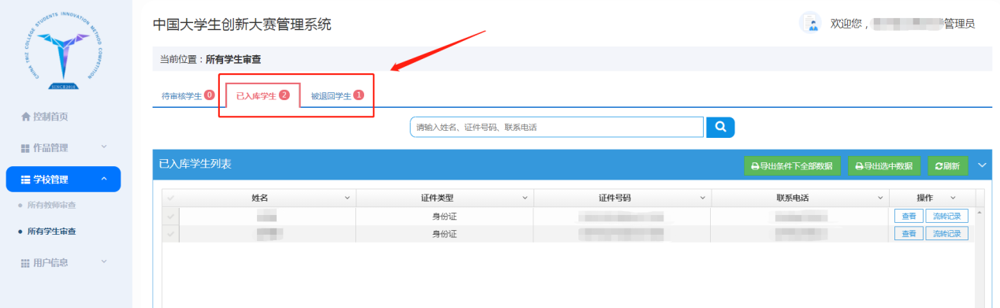 CHINA TRIZ COLLEGE STUDENTS INNOVATION METHOD COMPETITION
SINCE2018
中国大学生创新大赛管理系统
欢迎您，
管理员
当前位置：所有学生审查
待审核学生 0
已入库学生 2
被退回学生 1
请输入姓名、证件号码、联系电话
控制首页
作品管理
学校管理
所有教师审查
所有学生审查
用户信息
已入库学生列表
导出条件下全部数据
导出选中数据
刷新
姓名 证件类型 证件号码 联系电话 操作
身份证 查看 流转记录
身份证 查看 流转记录